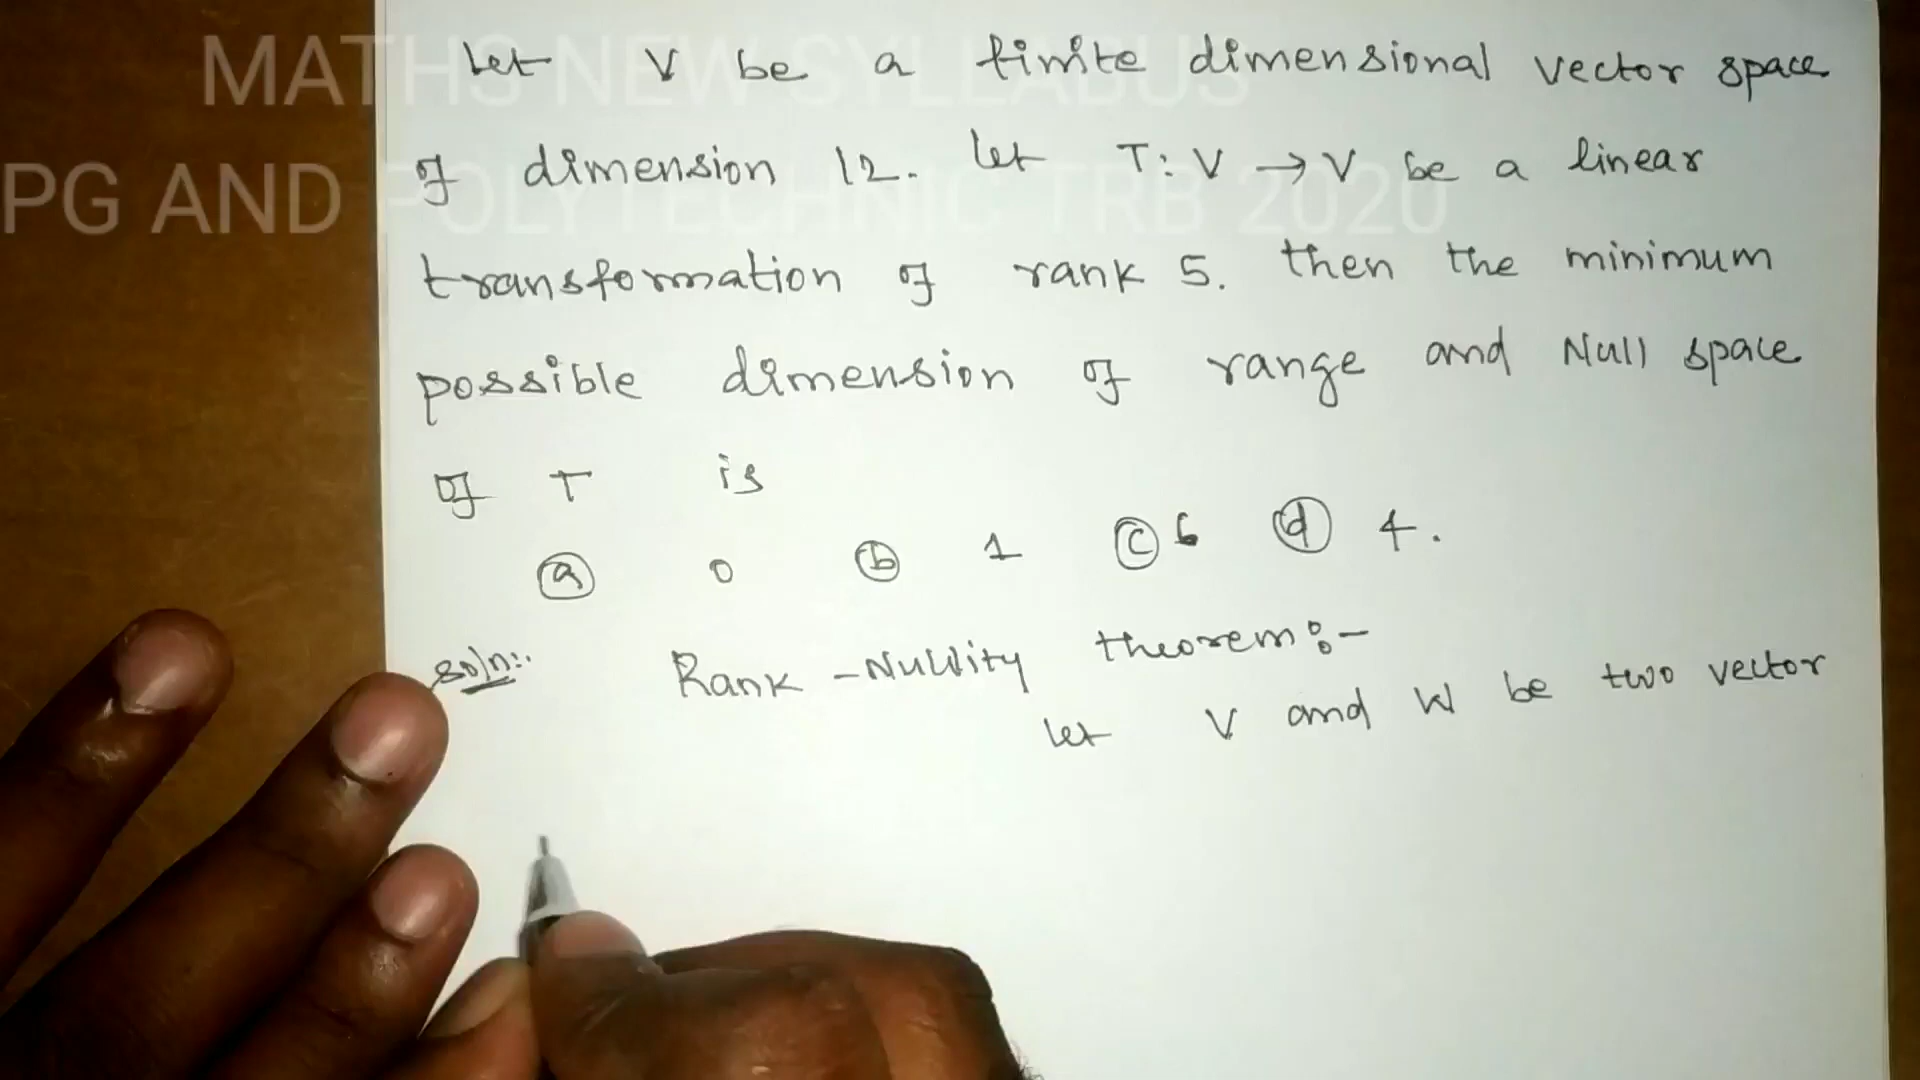 MATHS NEW SYLLABUS
PG AND POLYTECHNIC TRB 2020
Let V be a finite dimensional vector space
of dimension 12. Let T: V → V be a linear
transformation of rank 5. then the minimum
possible dimension of range and Null space
of T is
ⓐ 0 ⓑ 1 ⓒ 6 ⓓ 4.
Soln:.
Rank - Nullity theorem :-
let V and W be two vector